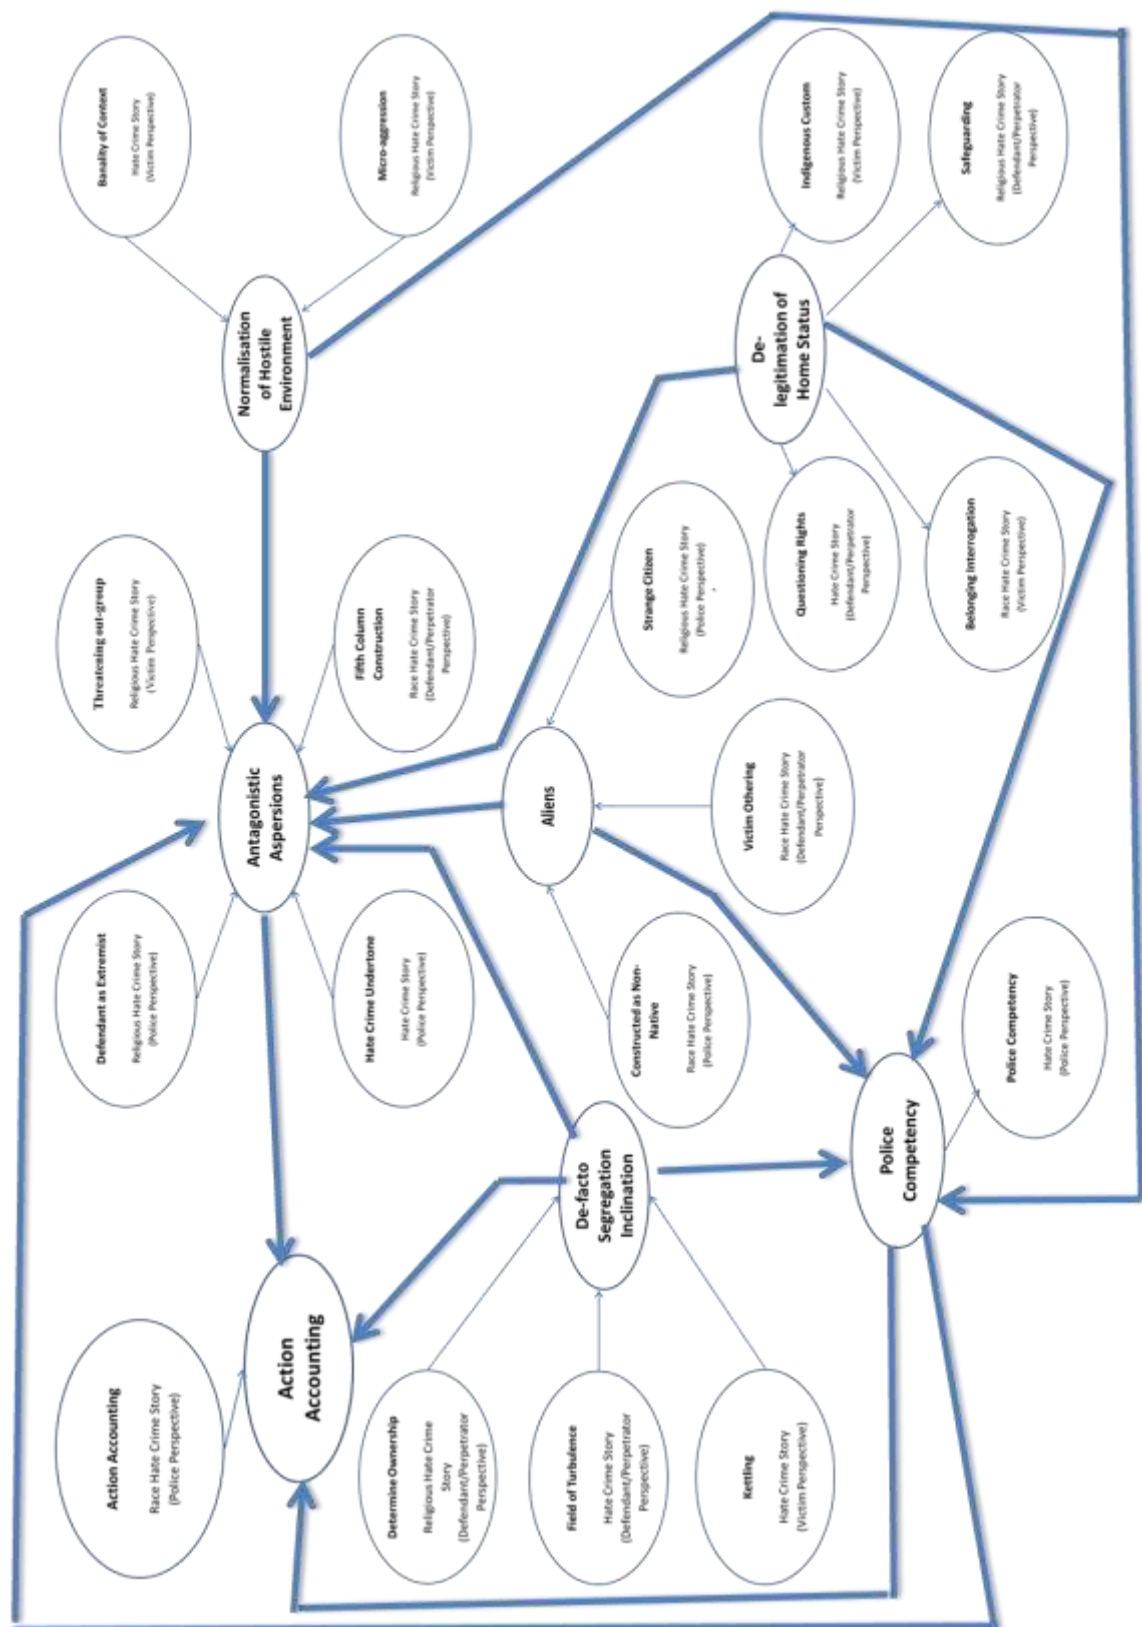 Action Accounting
Race Hate Crime Story
(Police Perspective)
Defendant as Extremist
Religious Hate Crime Story
(Police Perspective)
Threatening out-group
Religious Hate Crime Story
(Victim Perspective)
Banality of Context
Hate Crime Story
(Victim Perspective)
Action
Accounting
Antagonistic
Aspersions
Normalisation
of Hostile
Environment
Determine Ownership
Religious Hate Crime
Story
(Defendant/Perpetrator
Perspective)
Hate Crime Undertone
Hate Crime Story
(Police Perspective)
Fifth Column
Construction
Race Hate Crime Story
(Defendant/Perpetrator
Perspective)
Micro-aggression
Religious Hate Crime Story
(Victim Perspective)
Field of Turbulence
Hate Crime Story
(Defendant/Perpetrator
Perspective)
De-facto
Segregation
Inclination
Aliens
Constructed as Non-
Native
Race Hate Crime Story
(Police Perspective)
Strange Citizen
Religious Hate Crime Story
(Police Perspective)
Kettling
Hate Crime Story
(Victim Perspective)
Victim Othering
Race Hate Crime Story
(Defendant/Perpetrator
Perspective)
Questioning Rights
Hate Crime Story
(Defendant/Perpetrator
Perspective)
De-
legitimation of
Home Status
Indigenous Custom
Religious Hate Crime Story
(Victim Perspective)
Police
Competency
Police Competency
Hate Crime Story
(Police Perspective)
Belonging Interrogation
Race Hate Crime Story
(Victim Perspective)
Safeguarding
Religious Hate Crime Story
(Defendant/Perpetrator
Perspective)